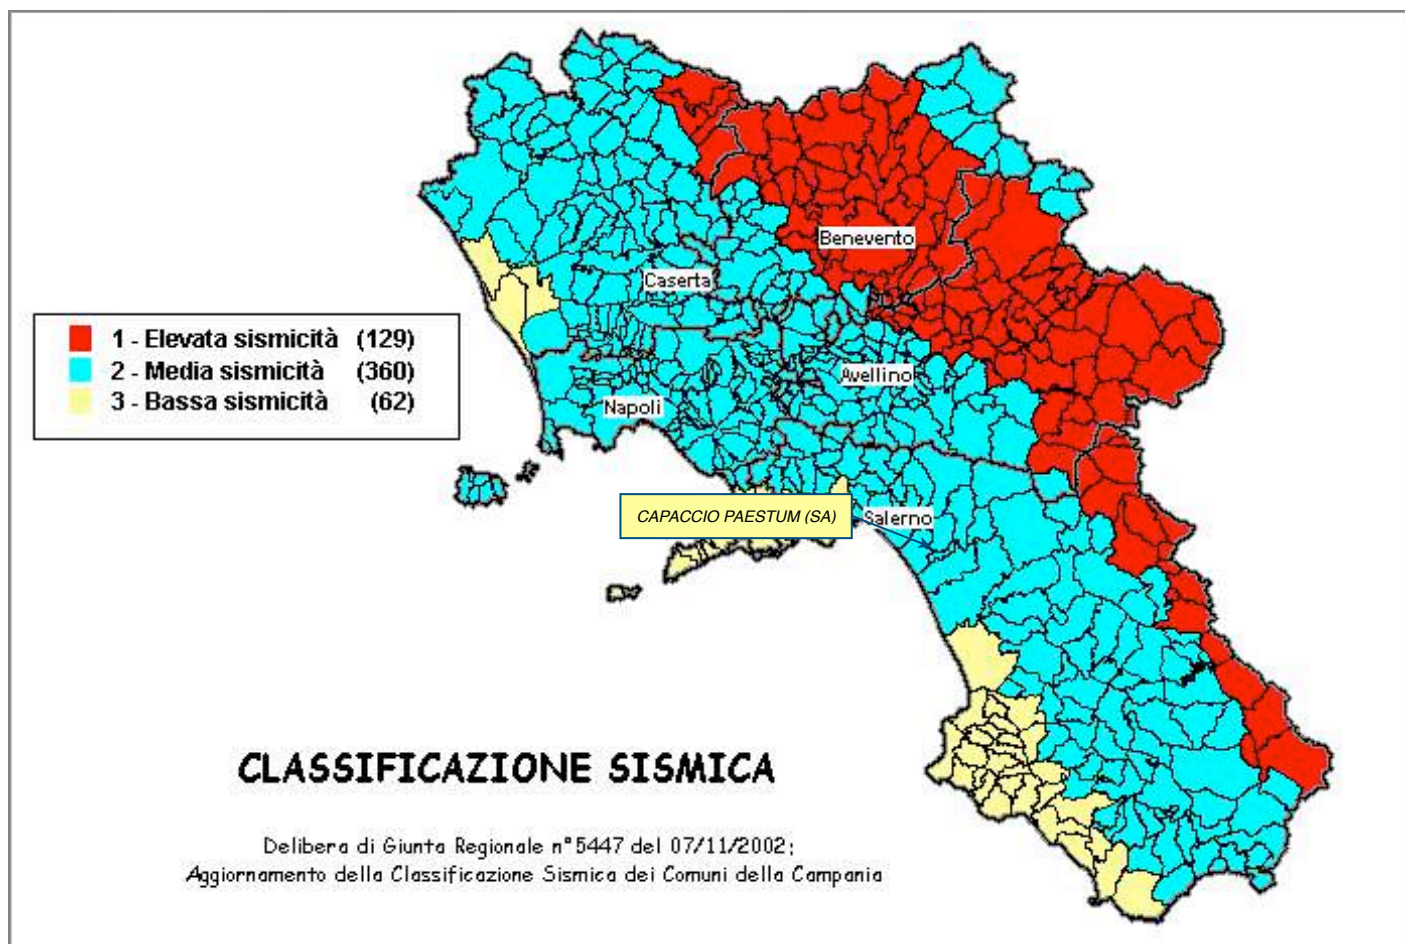 Benevento
Caserta
1 - Elevata sismicità (129)
2 - Media sismicità (360)
3 - Bassa sismicità (62)
Avellino
Napoli
CAPACCIO PAESTUM (SA)
Salerno
CLASSIFICAZIONE SISMICA
Delibera di Giunta Regionale n°5447 del 07/11/2002;
Aggiornamento della Classificazione Sismica dei Comuni della Campania